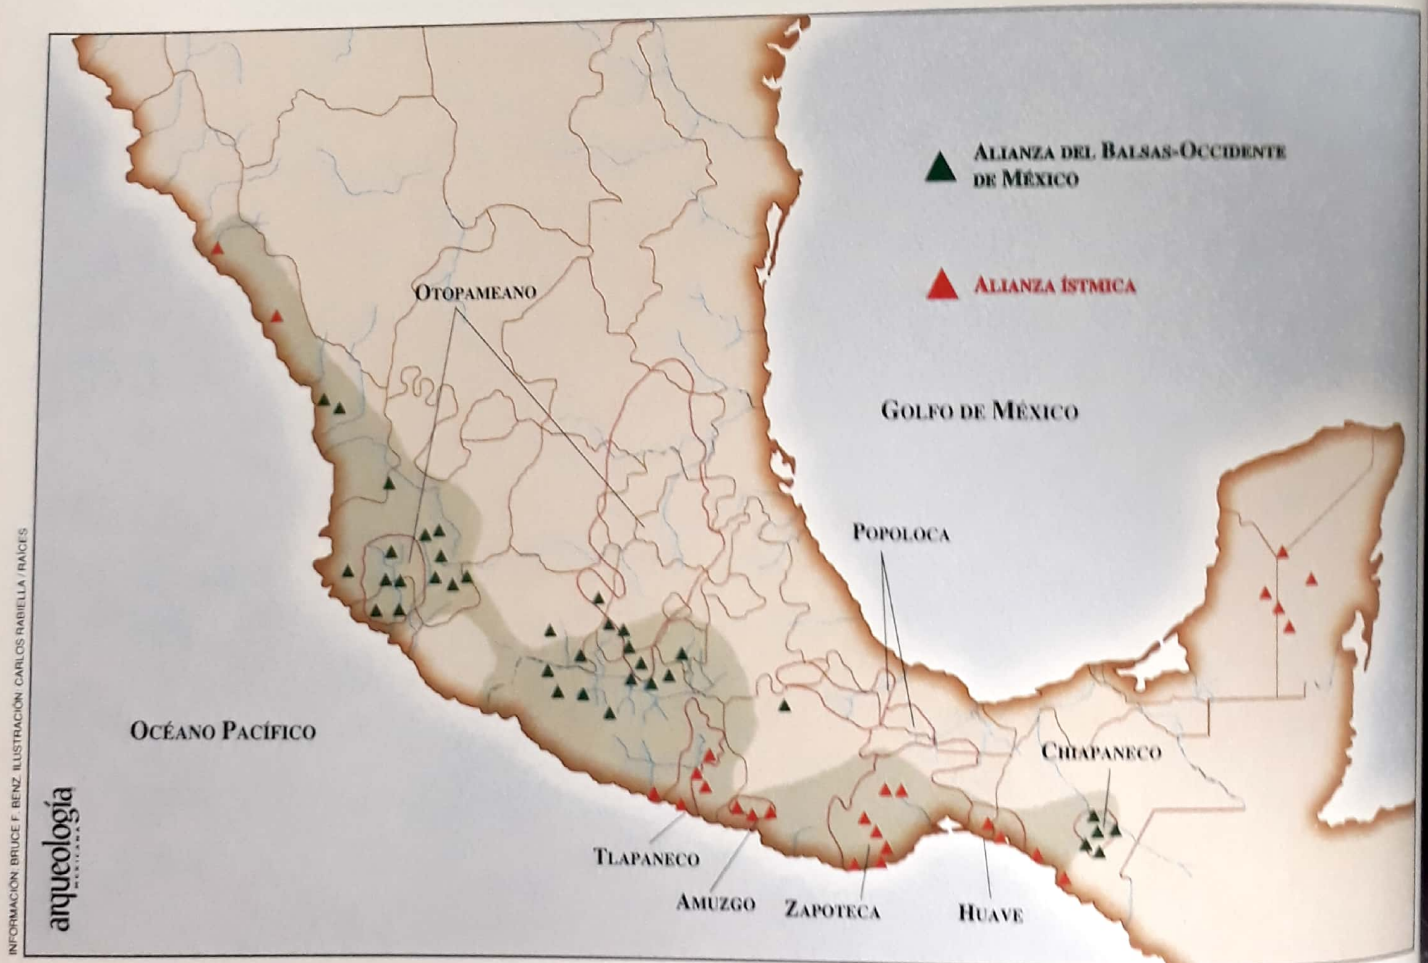 ALIANZA DEL BALSAS-OCCIDENTE
DE MÉXICO
ALIANZA ÍSTMICA
OTOPAMEANO
GOLFO DE MÉXICO
POPOLOCA
OCÉANO PACÍFICO
CHIAPANECO
TLAPANECO
AMUZGO
ZAPOTECA
HUAVE
arqueología
MEXICANA
INFORMACIÓN: BRUCE F. BENZ. ILUSTRACIÓN: CARLOS RABIELLA / RAÍCES